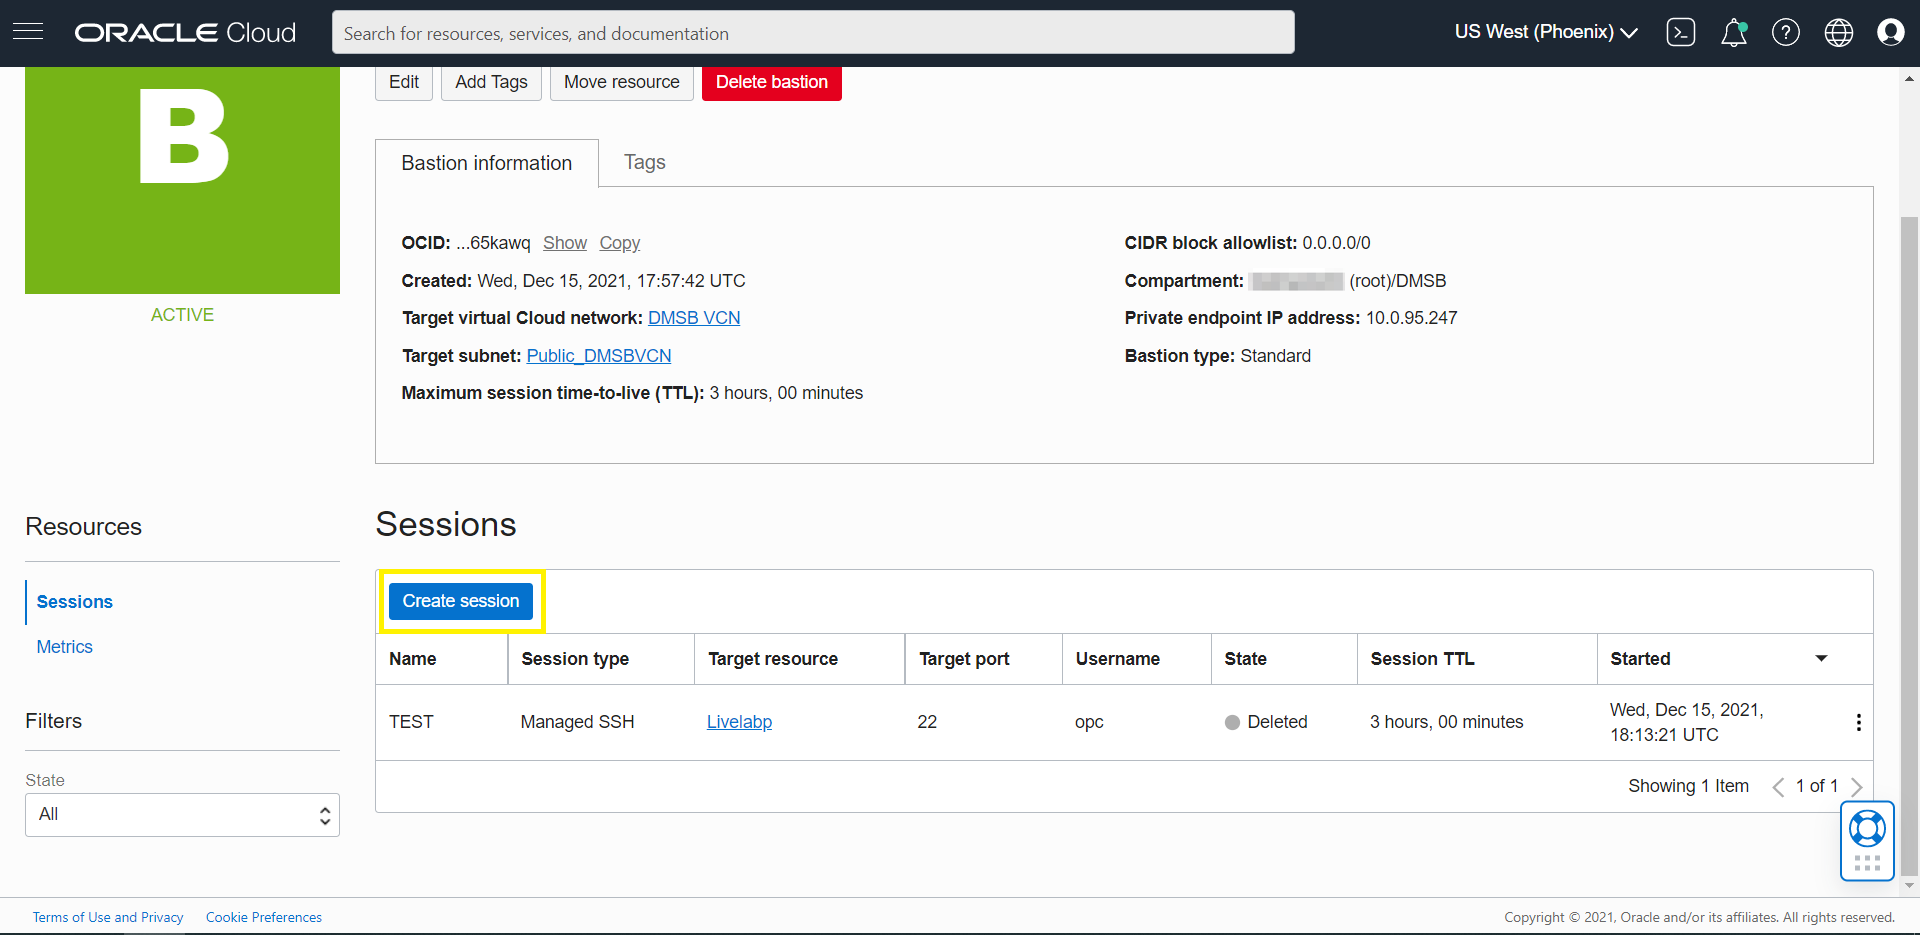 ORACLE Cloud
Search for resources, services, and documentation
US West (Phoenix)
B
ACTIVE
Edit
Add Tags
Move resource
Delete bastion
Bastion information
Tags
OCID: ...65kawq Show Copy
Created: Wed, Dec 15, 2021, 17:57:42 UTC
Target virtual Cloud network: DMSB VCN
Target subnet: Public_DMSBVCN
Maximum session time-to-live (TTL): 3 hours, 00 minutes
CIDR block allowlist: 0.0.0.0/0
Compartment: (root)/DMSB
Private endpoint IP address: 10.0.95.247
Bastion type: Standard
Resources
Sessions
Metrics
Filters
State
All
Sessions
Create session
Name Session type Target resource Target port Username State Session TTL Started
TEST Managed SSH Livelabp 22 opc Deleted 3 hours, 00 minutes Wed, Dec 15, 2021,
18:13:21 UTC
Showing 1 Item < 1 of 1 >
Terms of Use and Privacy Cookie Preferences
Copyright © 2021, Oracle and/or its affiliates. All rights reserved.